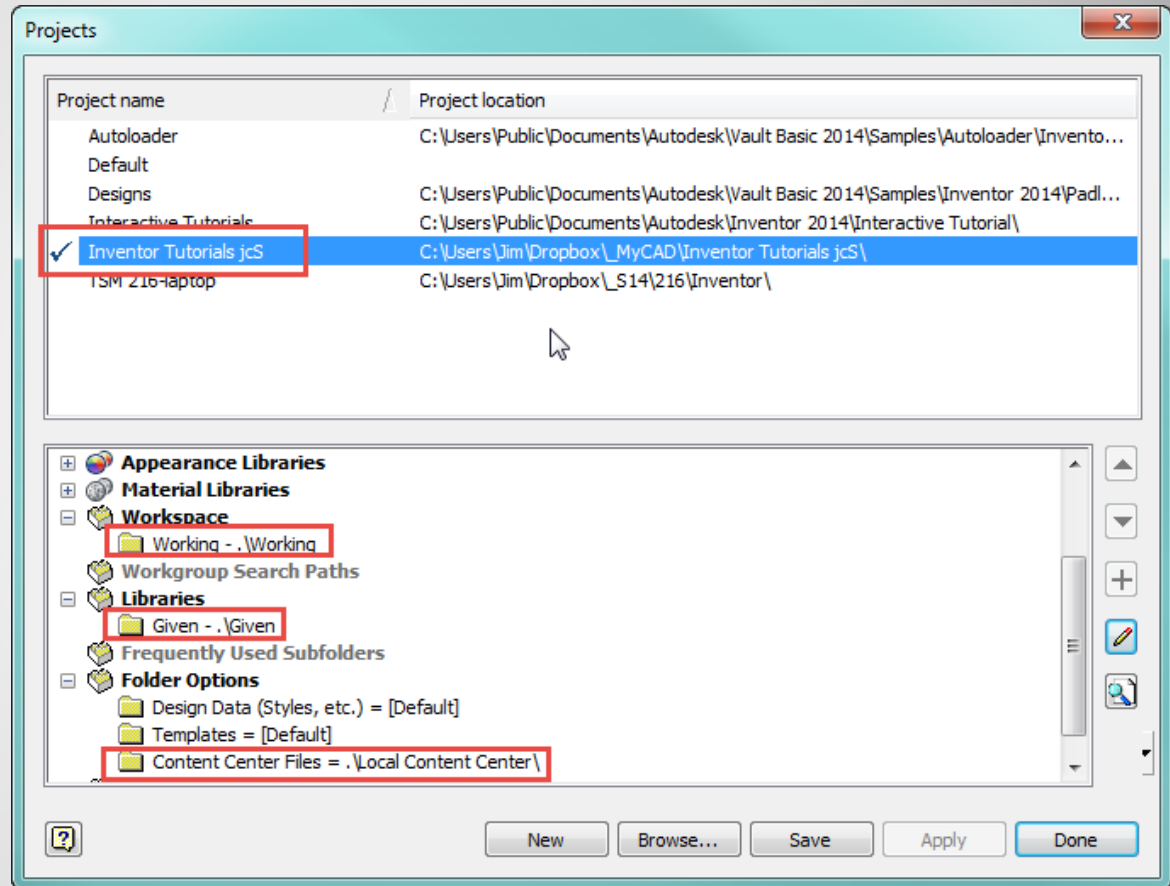 Projects
Project name Project location
Autoloader C:\Users\Public\Documents\Autodesk\Vault Basic 2014\Samples\Autoloader\Invento...
Default
Designs C:\Users\Public\Documents\Autodesk\Vault Basic 2014\Samples\Inventor 2014\Padl...
Interactive Tutorials C:\Users\Public\Documents\Autodesk\Inventor 2014\Interactive Tutorial\
Inventor Tutorials jcS C:\Users\Jim\Dropbox\_MyCAD\Inventor Tutorials jcS\
TSM 216-laptop C:\Users\Jim\Dropbox\_S14\216\Inventor\
Appearance Libraries
Material Libraries
Workspace
Working - .\Working
Workgroup Search Paths
Libraries
Given - .\Given
Frequently Used Subfolders
Folder Options
Design Data (Styles, etc.) = [Default]
Templates = [Default]
Content Center Files = .\Local Content Center\
New Browse... Save Apply Done